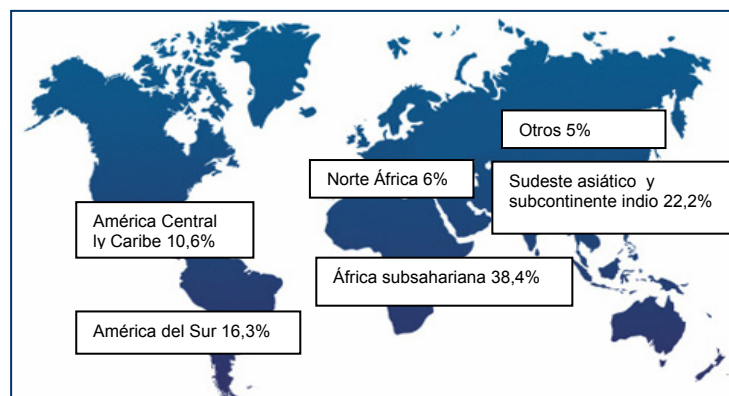 Otros 5%
Norte África 6%
Sudeste asiático y
subcontinente indio 22,2%
América Central
ly Caribe 10,6%
África subsahariana 38,4%
América del Sur 16,3%